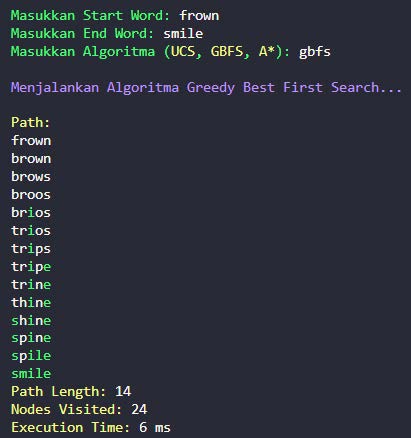 Masukkan Start Word: frown
Masukkan End Word: smile
Masukkan Algoritma (UCS, GBFS, A*): gbfs
Menjalankan Algoritma Greedy Best First Search...
Path:
frown
brown
brows
broos
brios
trios
trips
tripe
trine
thine
shine
spine
spile
smile
Path Length: 14
Nodes Visited: 24
Execution Time: 6 ms